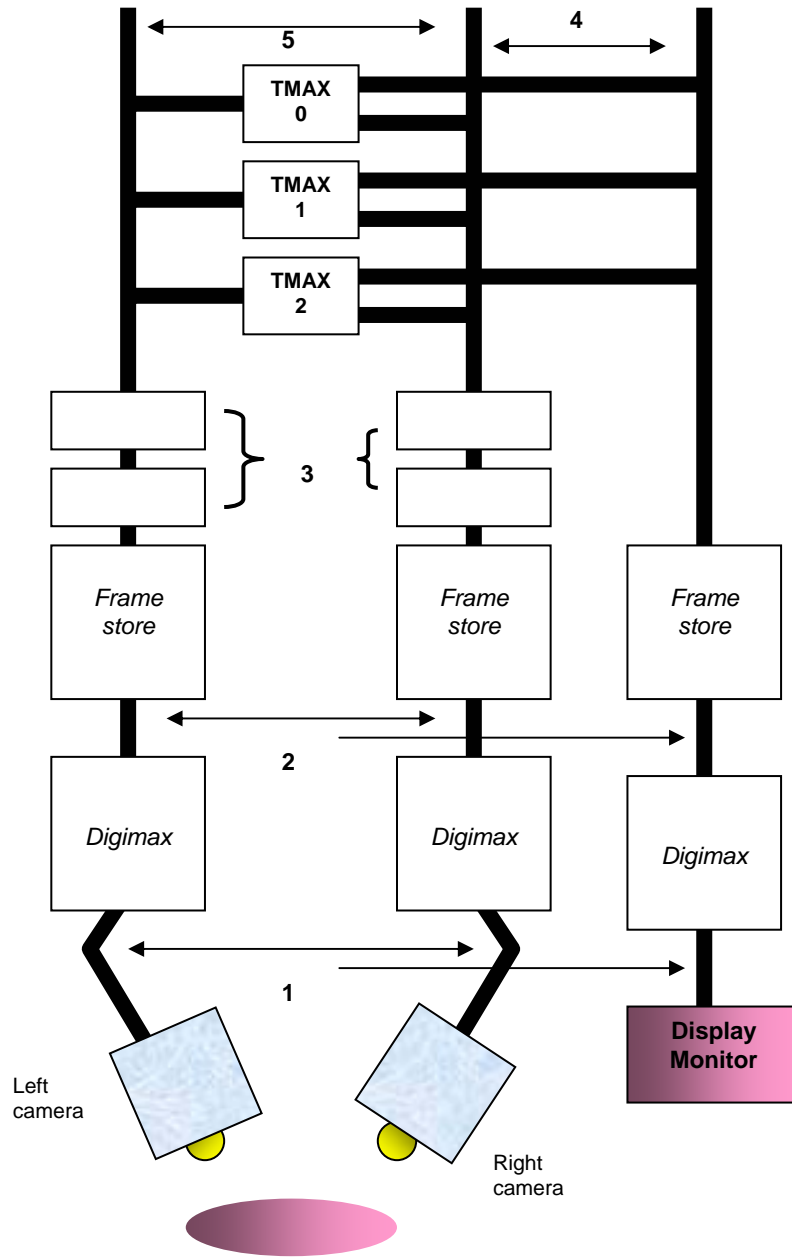 5
4
TMAX
0
TMAX
1
TMAX
2
3
Frame
store
Frame
store
Frame
store
2
Digimax
Digimax
Digimax
1
Display
Monitor
Left
camera
Right
camera